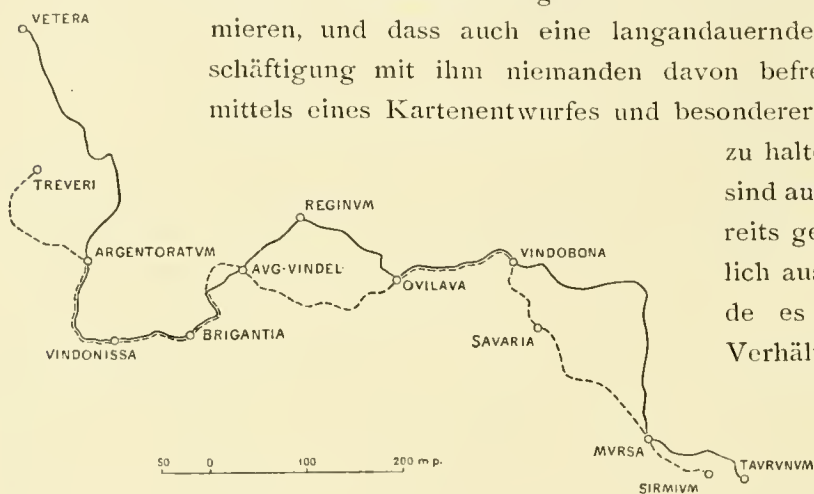 mieren, und dass auch eine langandauernde
schäftigung mit ihm niemanden davon befre
mittels eines Kartenentwurfes und besonderer
zu halte
sind au
reits ge
lich aus
de es
Verhält
VETERA
TREVERI
REGINVM
ARGENTORATVM
AVG·VINDEL·
OVILAVA
VINDOBONA
VINDONISSA
BRIGANTIA
SAVARIA
MVRSA
TAVRVNVM
SIRMIVM
50 0 100 200 m p.